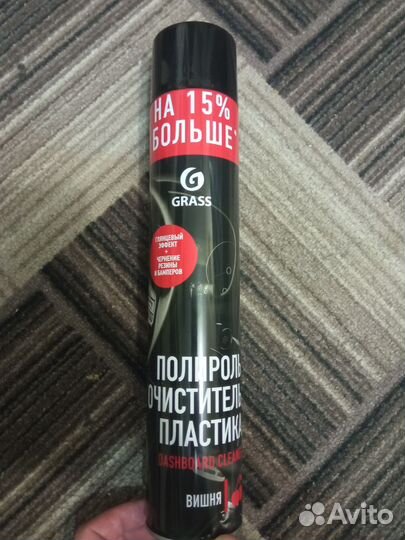 НА 15%
БОЛЬШЕ*
GRASS
ГЛЯНЦЕВЫЙ
ЭФФЕКТ
+
ЧЕРНЕНИЕ
РЕЗИНЫ
И БАМПЕРОВ
ПОЛИРОЛЬ
ОЧИСТИТЕЛЬ
ПЛАСТИКА
DASHBOARD CLEANER
ВИШНЯ
Avito